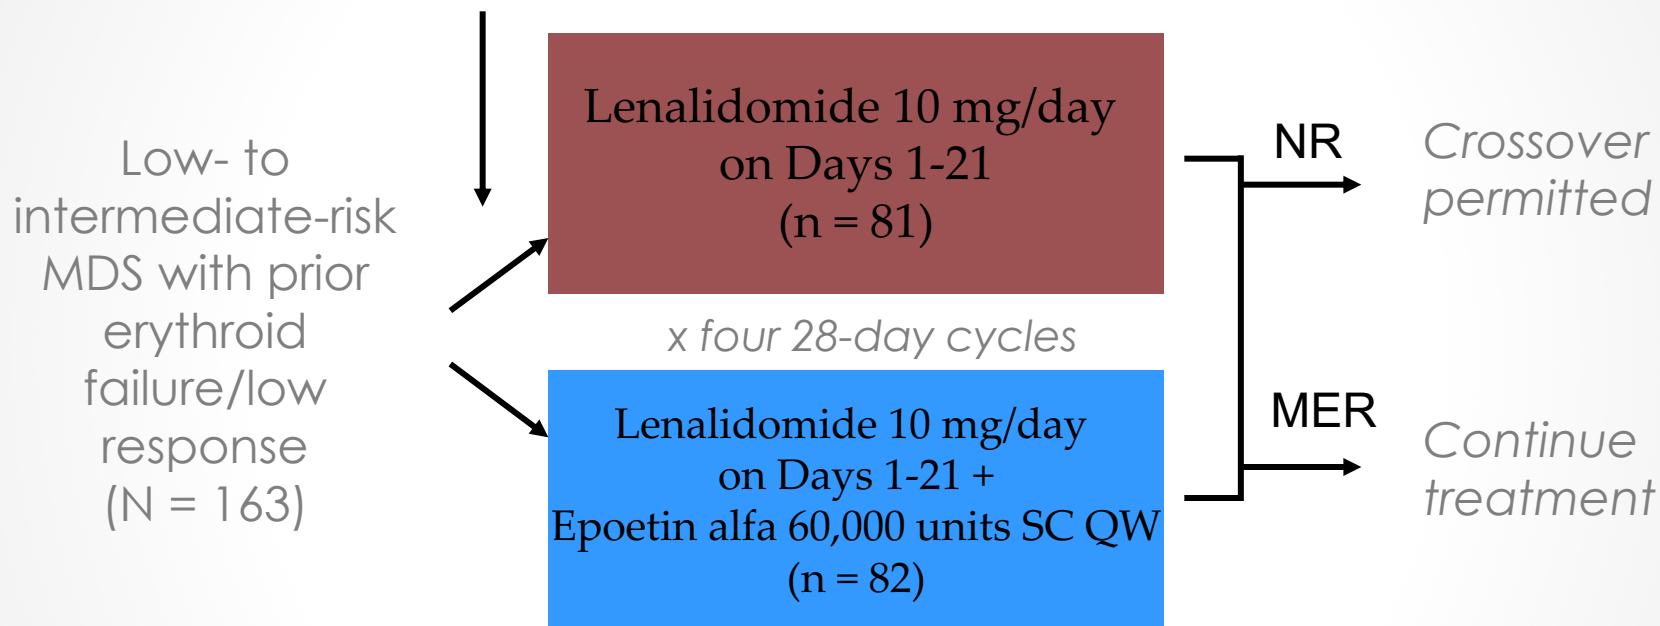 Low- to
intermediate-risk
MDS with prior
erythroid
failure/low
response
(N = 163)
Lenalidomide 10 mg/day
on Days 1-21
(n = 81)
x four 28-day cycles
Lenalidomide 10 mg/day
on Days 1-21 +
Epoetin alfa 60,000 units SC QW
(n = 82)
NR
Crossover
permitted
MER
Continue
treatment